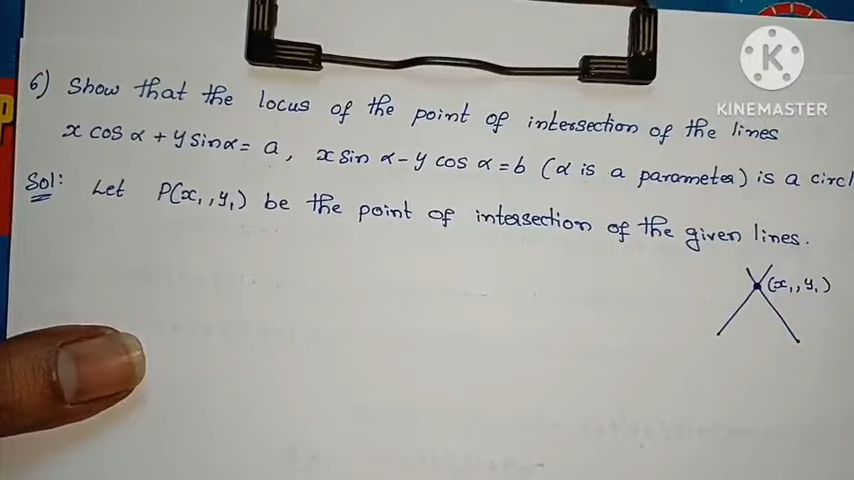 6) Show that the locus of the point of intersection of the lines
x cos α + y sin α = a, x sin α - y cos α = b (α is a parameter) is a circl
Sol: Let P(x₁, y₁) be the point of intersection of the given lines.
(x₁, y₁)
K
KINEMASTER